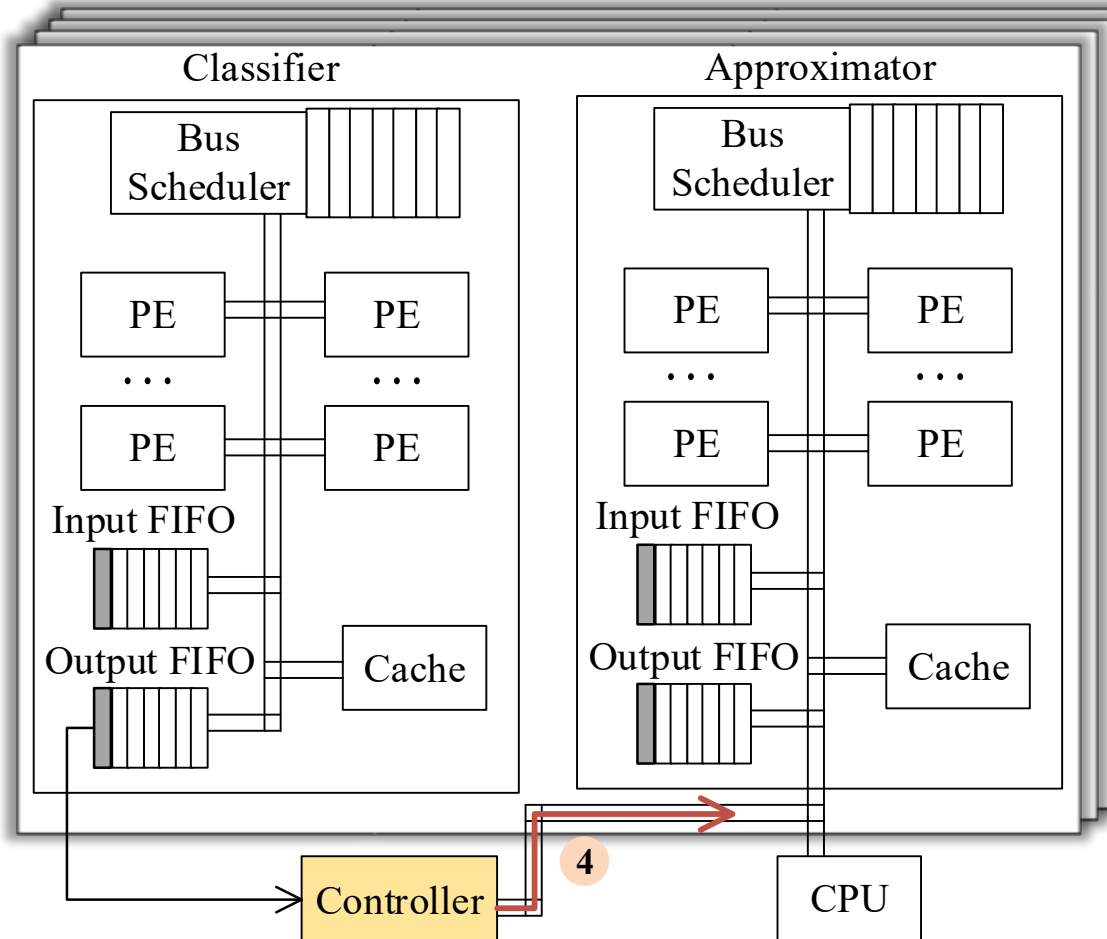 Classifier
Approximator
Bus
Scheduler
Bus
Scheduler
PE
PE
PE
PE
...
...
...
...
PE
PE
PE
PE
Input FIFO
Input FIFO
Output FIFO
Cache
Output FIFO
Cache
4
Controller
CPU